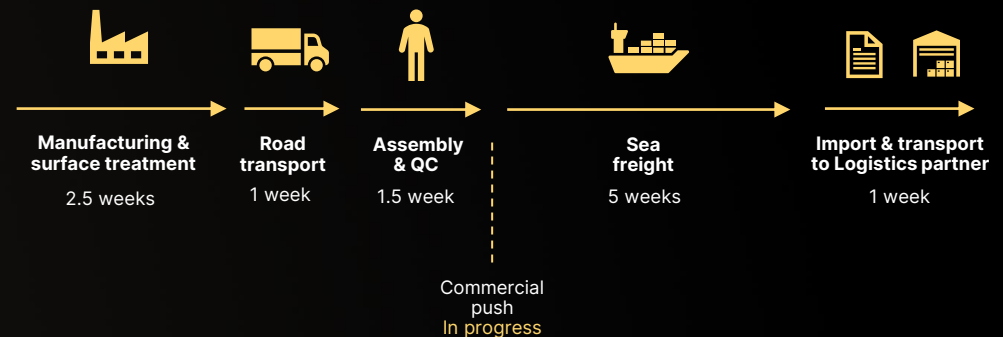 Manufacturing &
surface treatment
2.5 weeks
Road
transport
1 week
Assembly
& QC
1.5 week
Sea
freight
5 weeks
Import & transport
to Logistics partner
1 week
Commercial
push
In progress